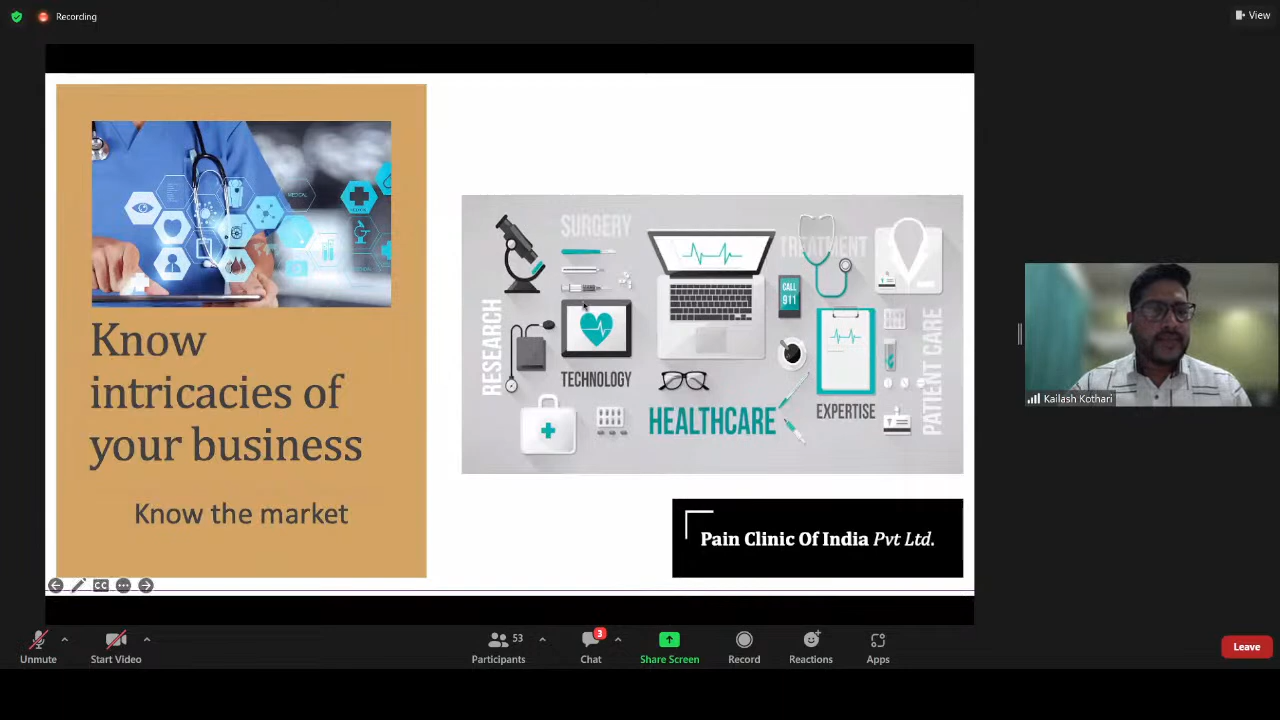 Recording
View
MEDICAL
Know
intricacies of
your business
Know the market
SURGERY
TREATMENT
CALL
911
RESEARCH
TECHNOLOGY
HEALTHCARE
EXPERTISE
PATIENT CARE
Pain Clinic Of India Pvt Ltd.
Kailash Kothari
CC
Unmute
Start Video
53
Participants
3
Chat
Share Screen
Record
Reactions
Apps
Leave